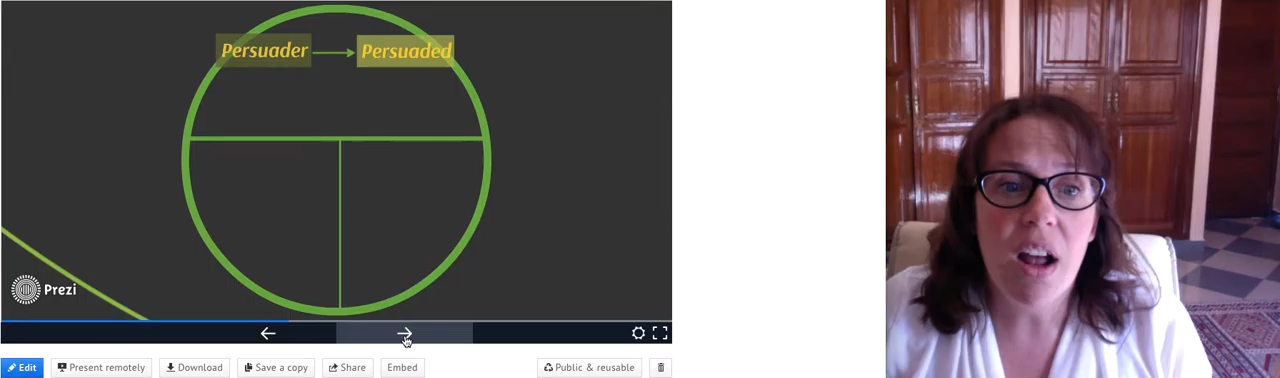 Persuader Persuaded
Prezi
Edit Present remotely Download Save a copy Share Embed Public & reusable